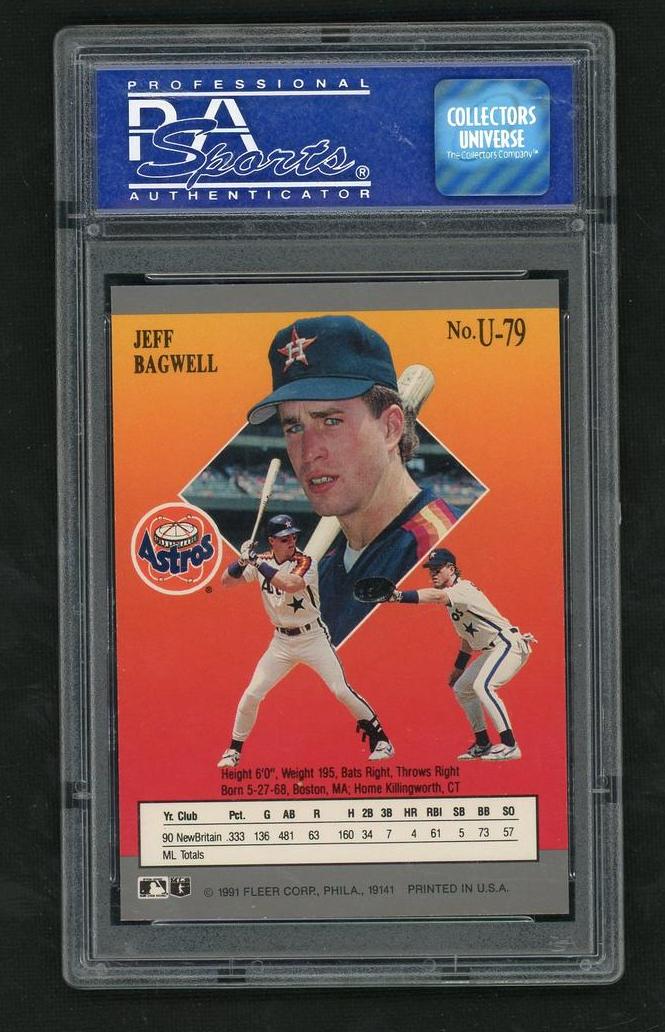 PROFESSIONAL
PSA
Sports®
AUTHENTICATOR
COLLECTORS
UNIVERSE
The Collectors Company™
JEFF
BAGWELL
No. U-79
H
Astros
®
Height 6'0", Weight 195, Bats Right, Throws Right
Born 5-27-68, Boston, MA; Home Killingworth, CT
Yr. Club Pct. G AB R H 2B 3B HR RBI SB BB SO
90 NewBritain .333 136 481 63 160 34 7 4 61 5 73 57
ML Totals
© 1991 FLEER CORP., PHILA., 19141 PRINTED IN U.S.A.